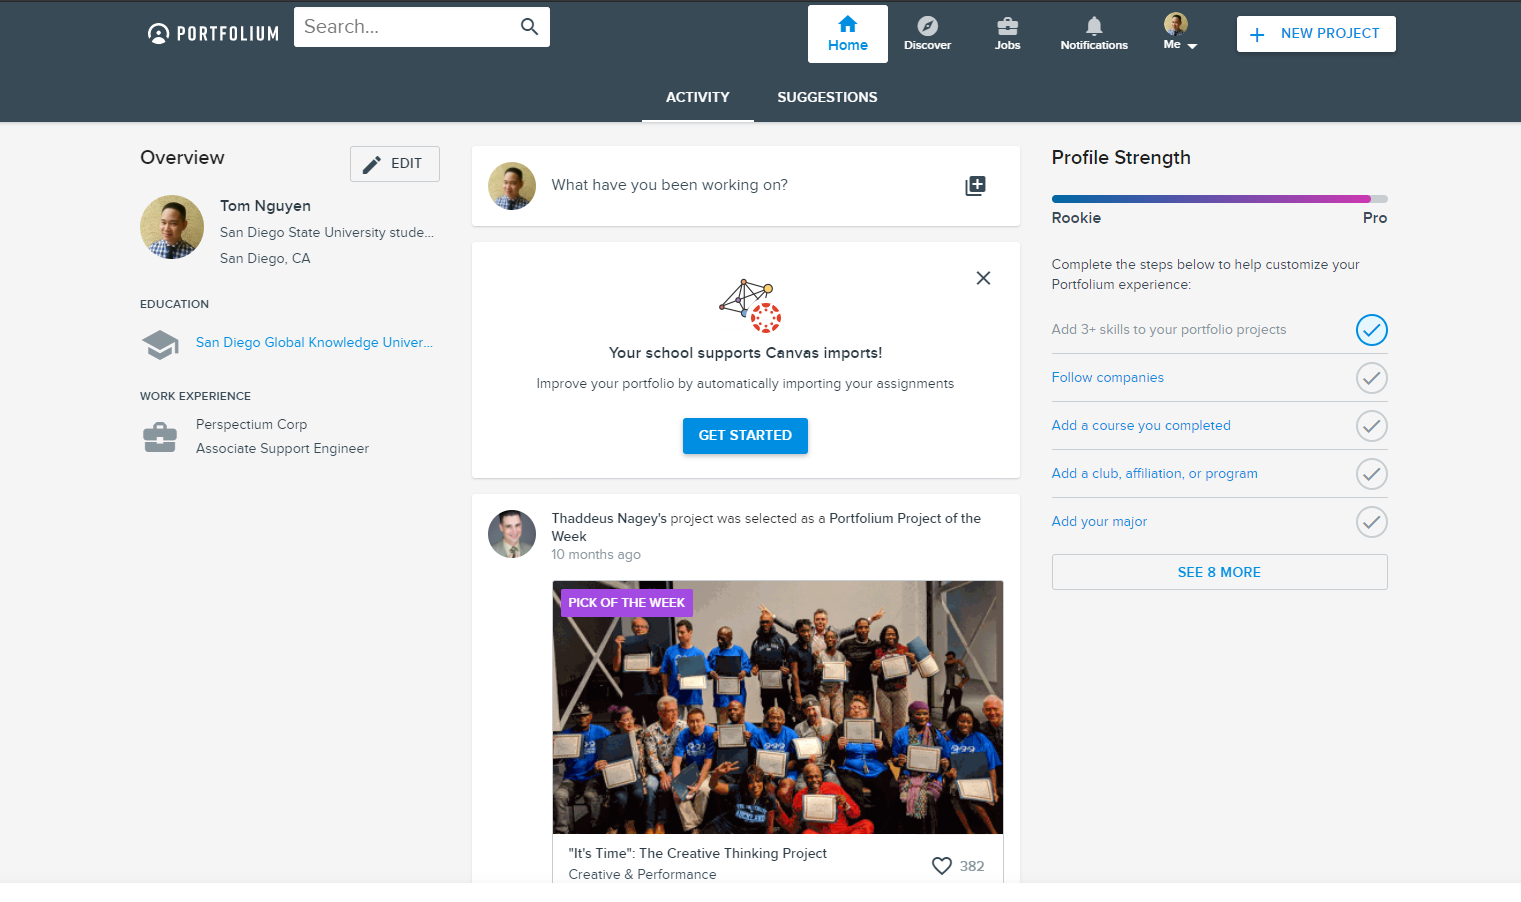 PORTFOLIUM
Search...
Home
Discover
Jobs
Notifications
Me
NEW PROJECT
ACTIVITY
SUGGESTIONS
Overview
EDIT
Tom Nguyen
San Diego State University stude...
San Diego, CA
EDUCATION
San Diego Global Knowledge Univer...
WORK EXPERIENCE
Perspectium Corp
Associate Support Engineer
What have you been working on?
Your school supports Canvas imports!
Improve your portfolio by automatically importing your assignments
GET STARTED
Thaddeus Nagey's project was selected as a Portfolium Project of the
Week
10 months ago
PICK OF THE WEEK
"It's Time": The Creative Thinking Project
Creative & Performance
382
Profile Strength
Rookie
Pro
Complete the steps below to help customize your
Portfolium experience:
Add 3+ skills to your portfolio projects
Follow companies
Add a course you completed
Add a club, affiliation, or program
Add your major
SEE 8 MORE